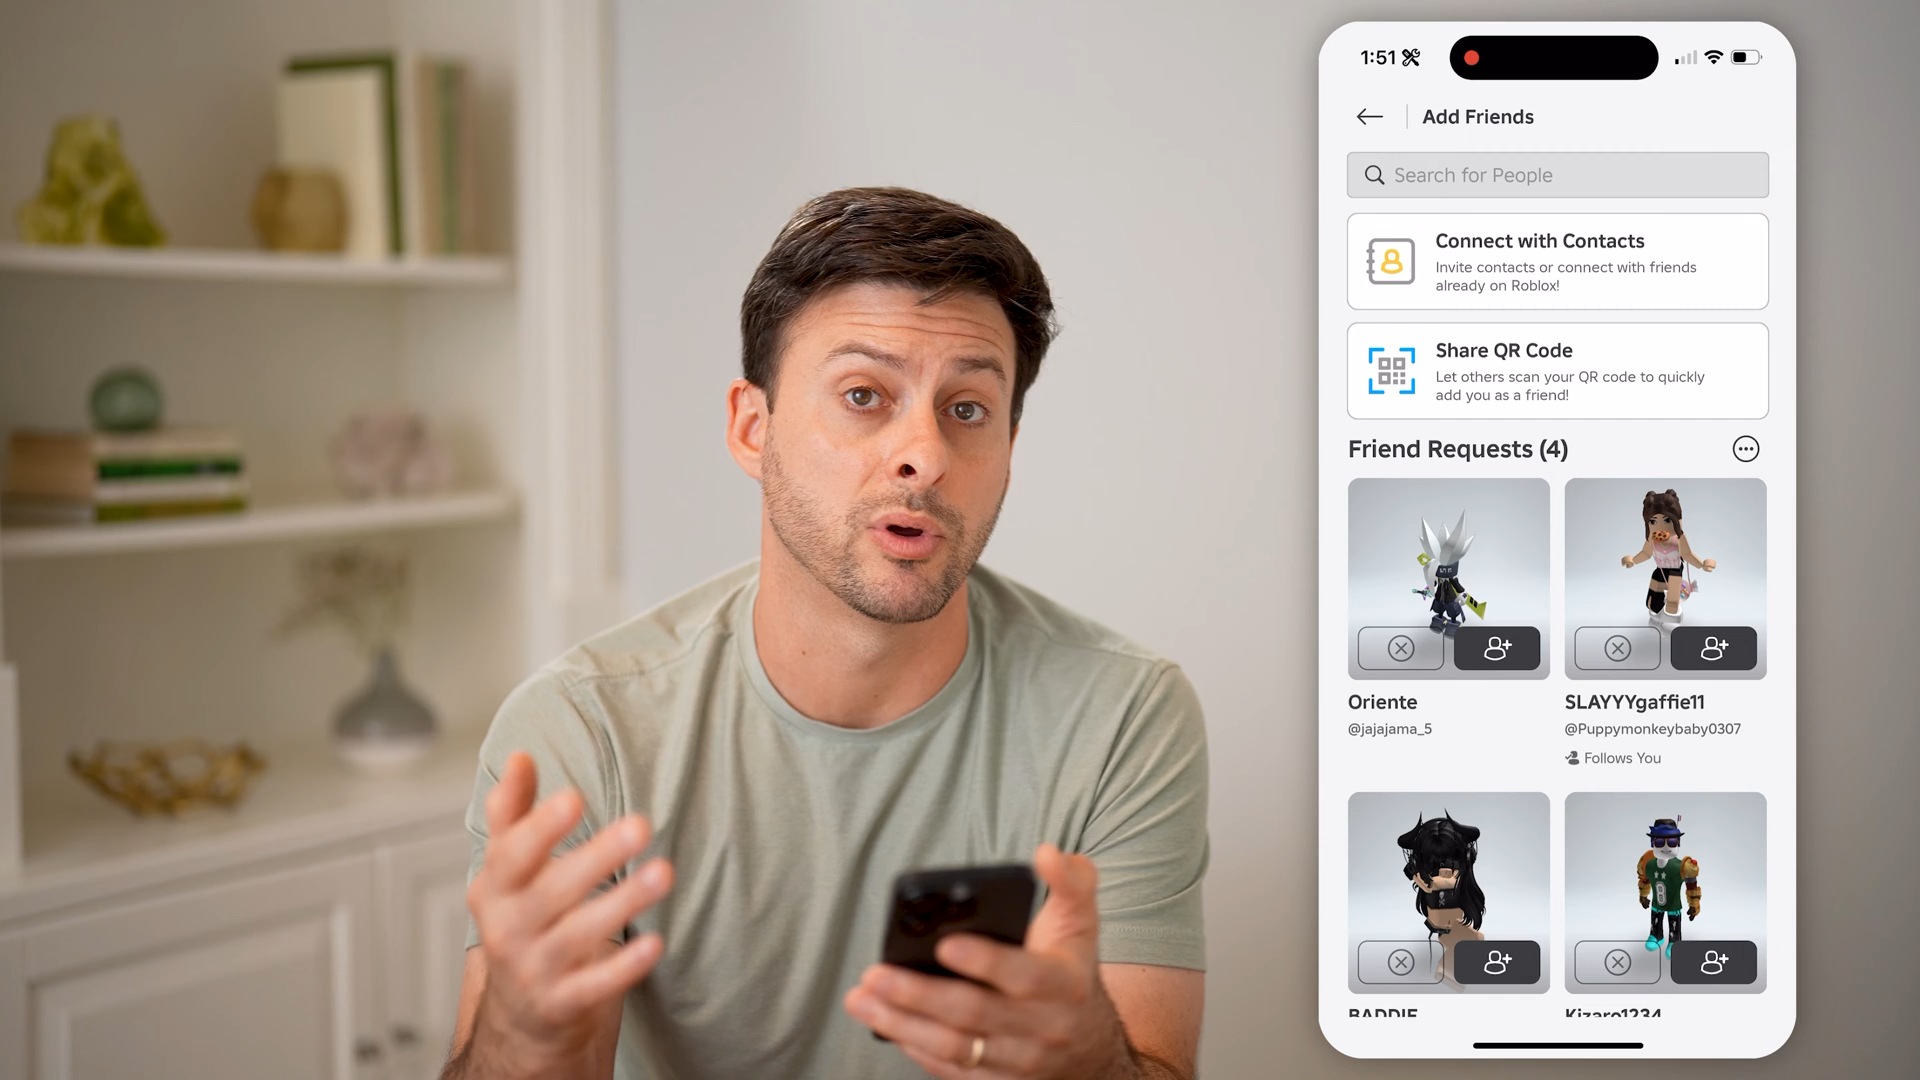 1:51
Add Friends
Search for People
Connect with Contacts
Invite contacts or connect with friends
already on Roblox!
Share QR Code
Let others scan your QR code to quickly
add you as a friend!
Friend Requests (4)
Oriente
@jajajama_5
SLAYYYgaffie11
@Puppymonkeybaby0307
Follows You
BADDIE
Kizaro1234